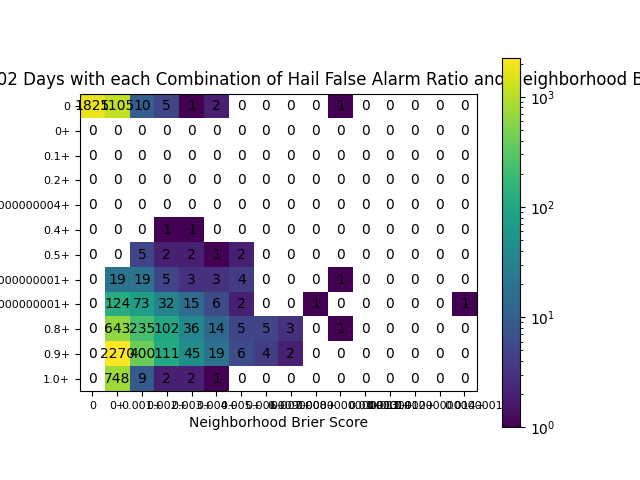 02 Days with each Combination of Hail False Alarm Ratio and Neighborhood B
0 1825 1105 10 5 1 2 0 0 0 0 1 0 0 0 0 0
0+ 0 0 0 0 0 0 0 0 0 0 0 0 0 0 0 0
0.1+ 0 0 0 0 0 0 0 0 0 0 0 0 0 0 0 0
0.2+ 0 0 0 0 0 0 0 0 0 0 0 0 0 0 0 0
000000004+ 0 0 0 0 0 0 0 0 0 0 0 0 0 0 0 0
0.4+ 0 0 0 1 1 0 0 0 0 0 0 0 0 0 0 0
0.5+ 0 0 5 2 2 1 2 0 0 0 0 0 0 0 0 0
000000001+ 0 19 19 5 3 3 4 0 0 0 1 0 0 0 0 0
000000001+ 0 124 73 32 15 6 2 0 0 1 0 0 0 0 0 1
0.8+ 0 643 235 102 36 14 5 5 3 0 1 0 0 0 0 0
0.9+ 0 2270 400 111 45 19 6 4 2 0 0 0 0 0 0 0
1.0+ 0 748 9 2 2 1 0 0 0 0 0 0 0 0 0 0
0 0+ 0.001+ 0.002+ 0.003+ 0.004+ 0.005+
Neighborhood Brier Score
10³
10²
10¹
10⁰